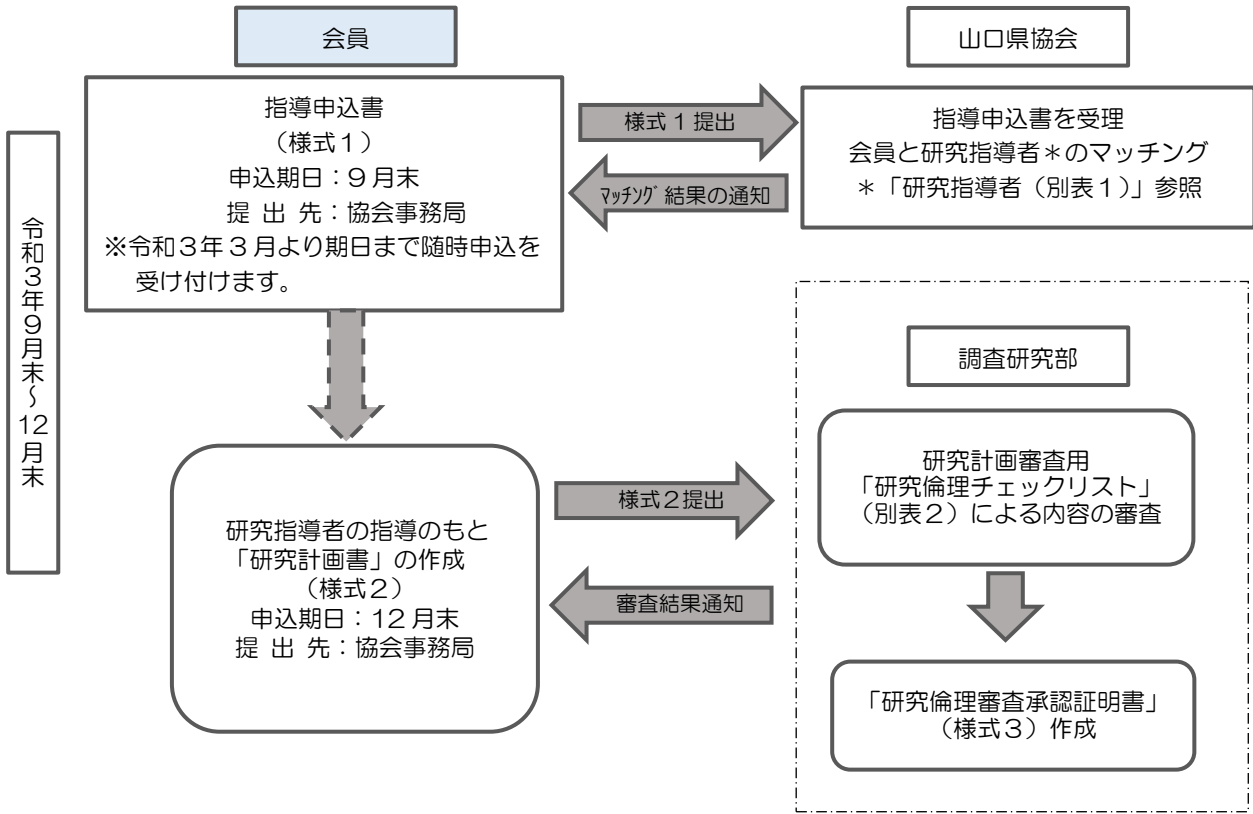 会員
山口県協会
指導申込書
（様式１）
申込期日：９月末
提 出 先：協会事務局
※令和３年３月より期日まで随時申込を
受け付けます。
様式１提出
ﾏｯﾁﾝｸﾞ結果の通知
指導申込書を受理
会員と研究指導者＊のマッチング
＊「研究指導者（別表１）」参照
令和３年９月末～12月末
調査研究部
研究計画審査用
「研究倫理チェックリスト」
（別表２）による内容の審査
研究指導者の指導のもと
「研究計画書」の作成
（様式２）
申込期日：12月末
提 出 先：協会事務局
様式２提出
審査結果通知
「研究倫理審査承認証明書」
（様式３）作成